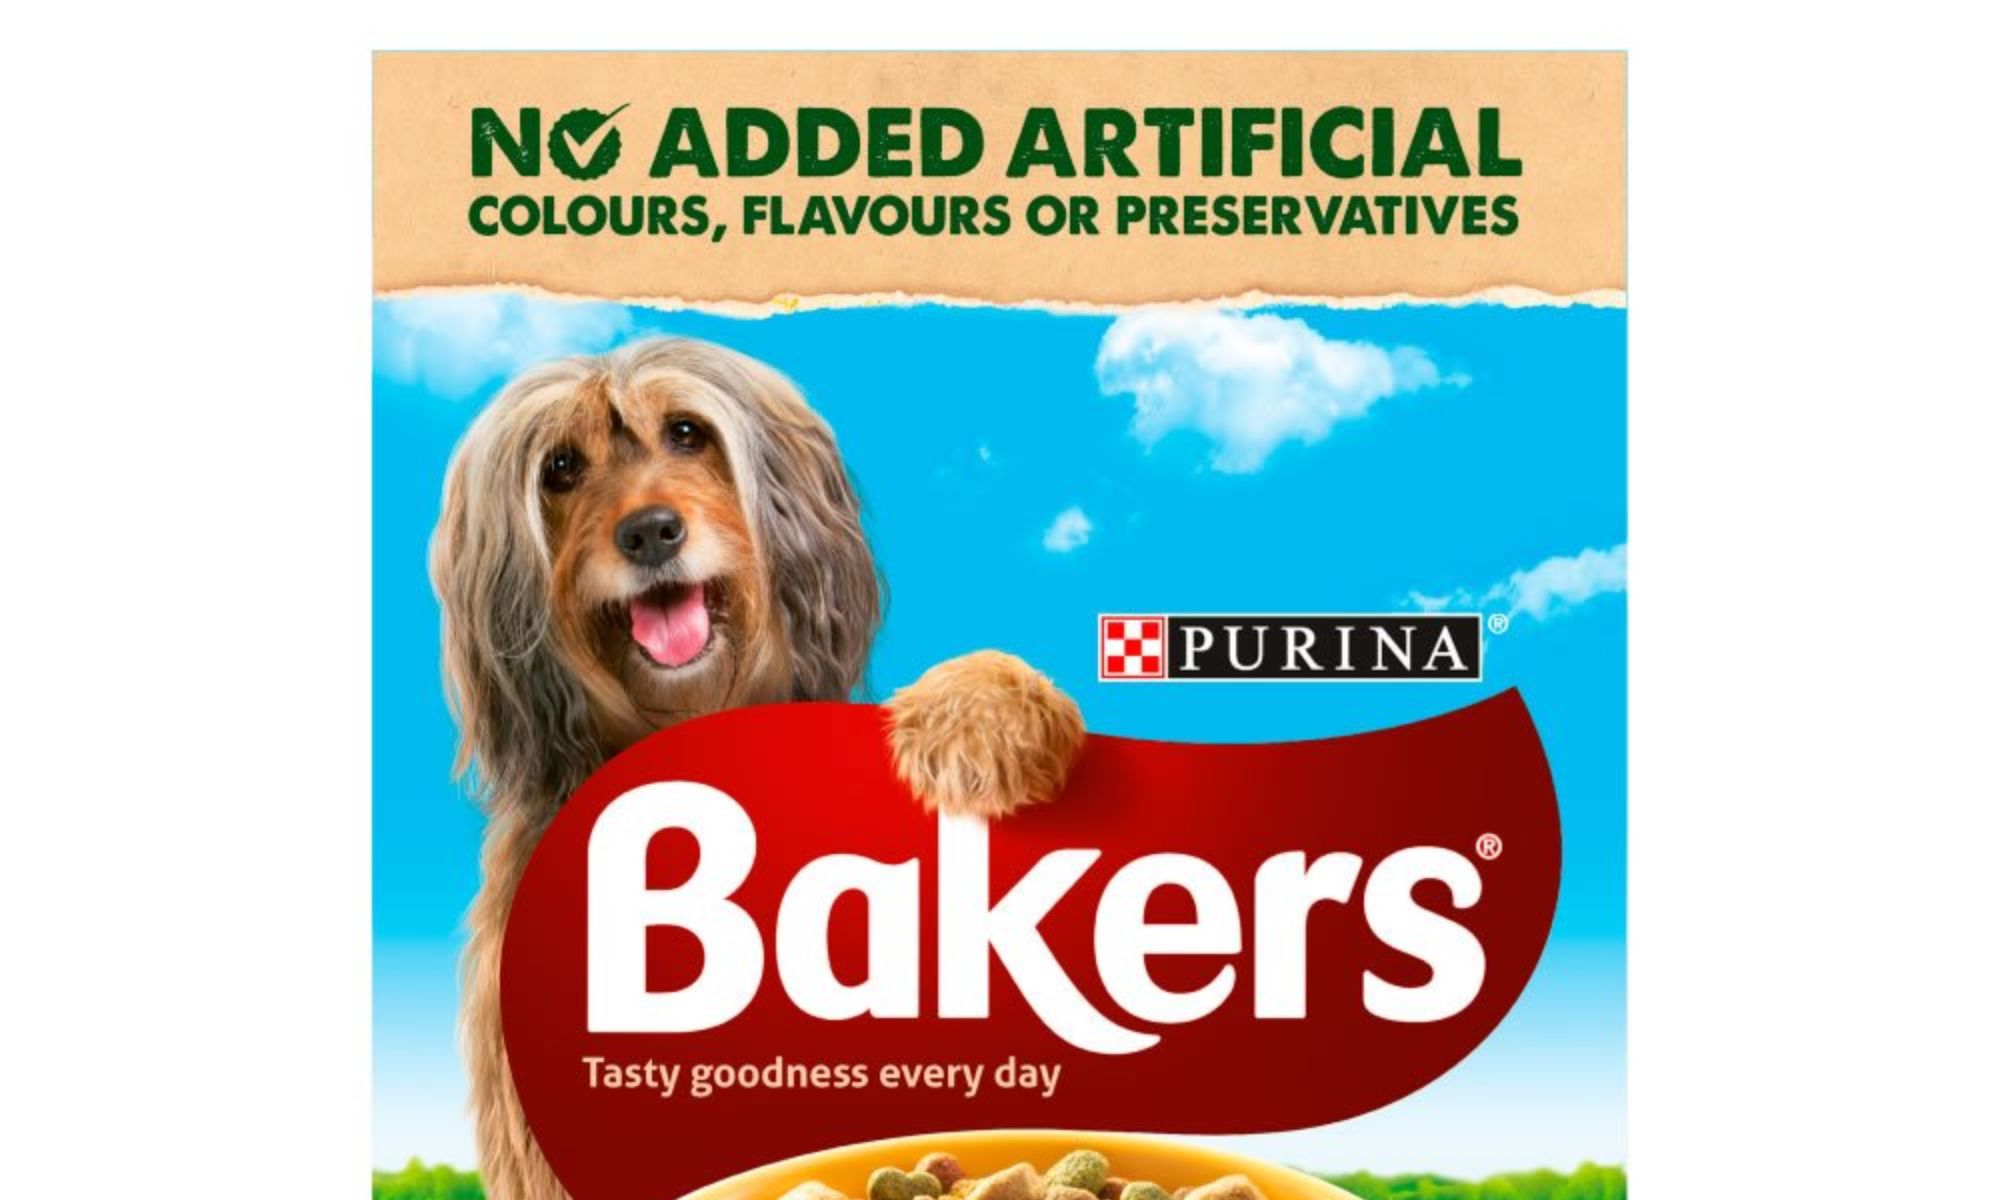 NO ADDED ARTIFICIAL
COLOURS, FLAVOURS OR PRESERVATIVES
PURINA®
Bakers®
Tasty goodness every day